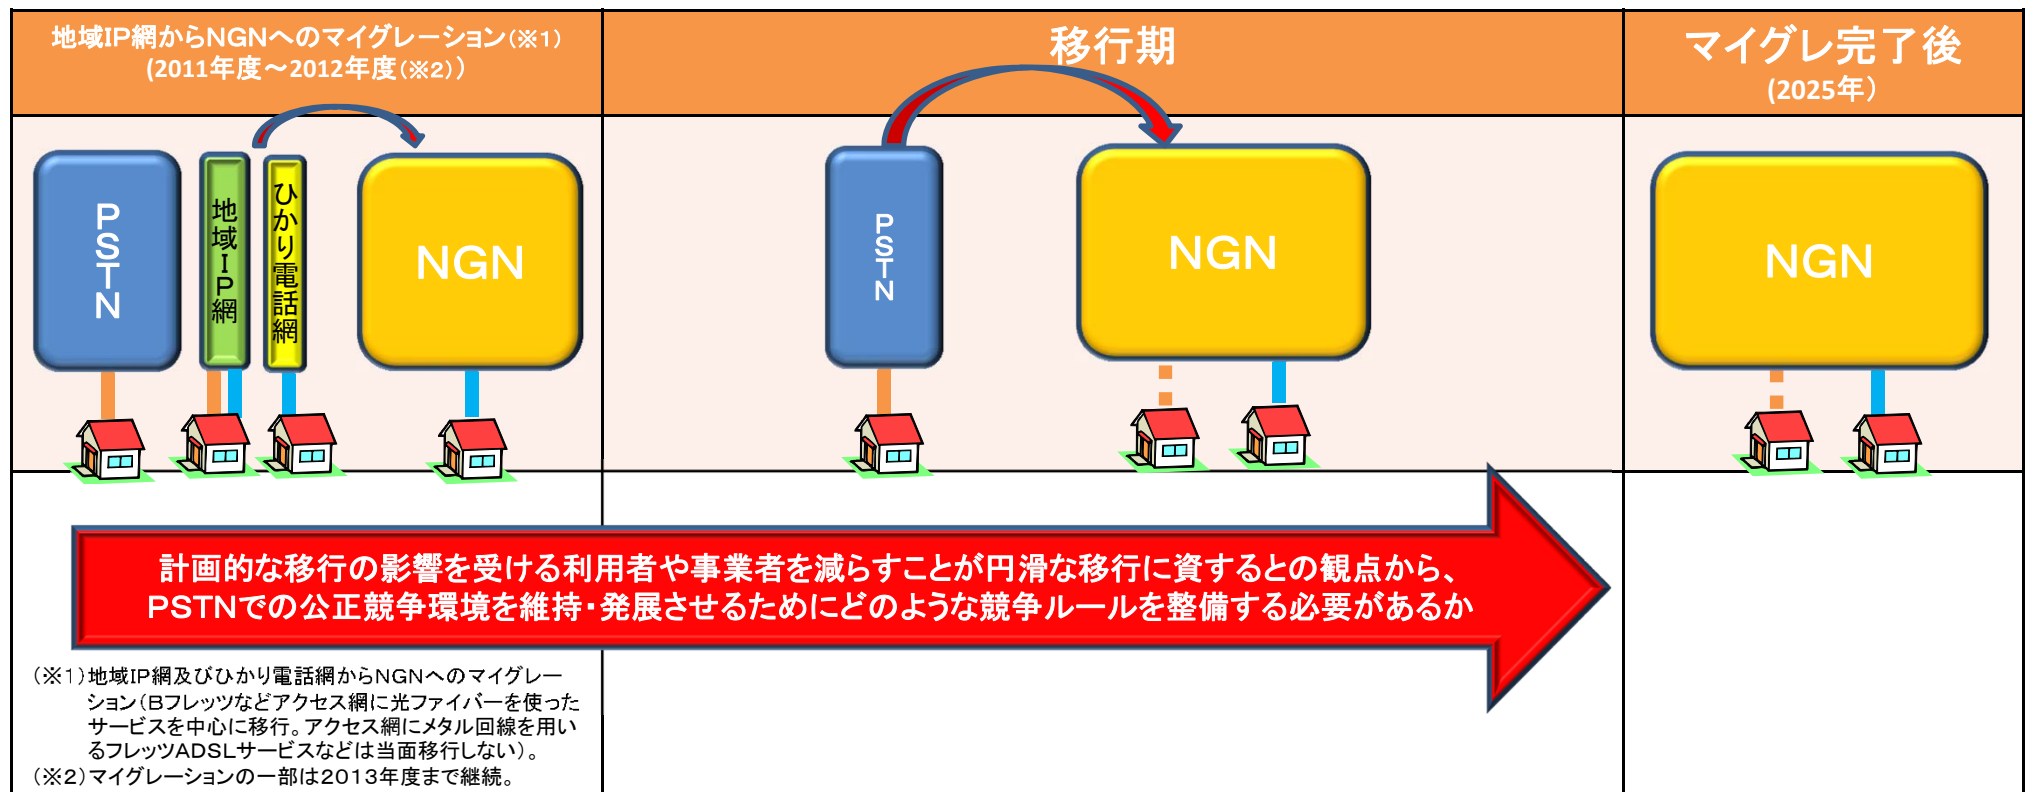 地域IP網からNGNへのマイグレーション(※1)
(2011年度～2012年度(※2))
移行期
マイグレ完了後
(2025年)
PSTN
地域IP網
ひかり電話網
NGN
PSTN
NGN
NGN
計画的な移行の影響を受ける利用者や事業者を減らすことが円滑な移行に資するとの観点から、
PSTNでの公正競争環境を維持・発展させるためにどのような競争ルールを整備する必要があるか
(※1)地域IP網及びひかり電話網からNGNへのマイグレー
ション(Bフレッツなどアクセス網に光ファイバーを使った
サービスを中心に移行。アクセス網にメタル回線を用い
るフレッツADSLサービスなどは当面移行しない)。
(※2)マイグレーションの一部は2013年度まで継続。